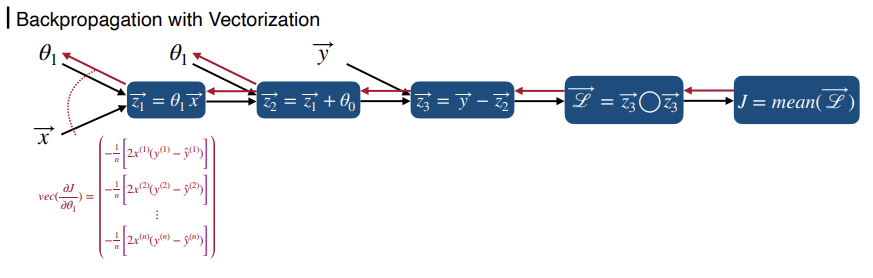 Backpropagation with Vectorization
θ₁ θ₁ y⃗
z⃗₁ = θ₁ x⃗ z⃗₂ = z⃗₁ + θ₀ z⃗₃ = y⃗ − z⃗₂ ℒ⃗ = z⃗₃ ◯ z⃗₃ J = mean(ℒ⃗)
x⃗
−1/n [2x⁽¹⁾(y⁽¹⁾ − ŷ⁽¹⁾)]
vec(∂J/∂θ₁) = −1/n [2x⁽²⁾(y⁽²⁾ − ŷ⁽²⁾)]
⋮
−1/n [2x⁽ⁿ⁾(y⁽ⁿ⁾ − ŷ⁽ⁿ⁾)]